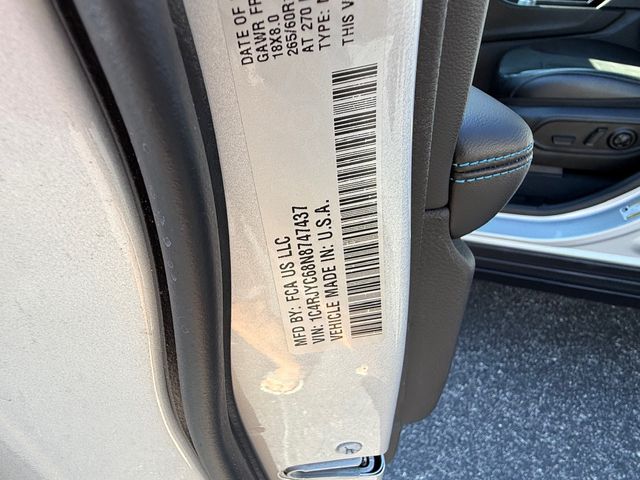 DATE OF
GAWR FR
18X8.0
265/60R
AT 270
TYPE:
THIS V
MFD BY: FCA US LLC
VIN: 1C4RJYC68N8747437
VEHICLE MADE IN: U.S.A.